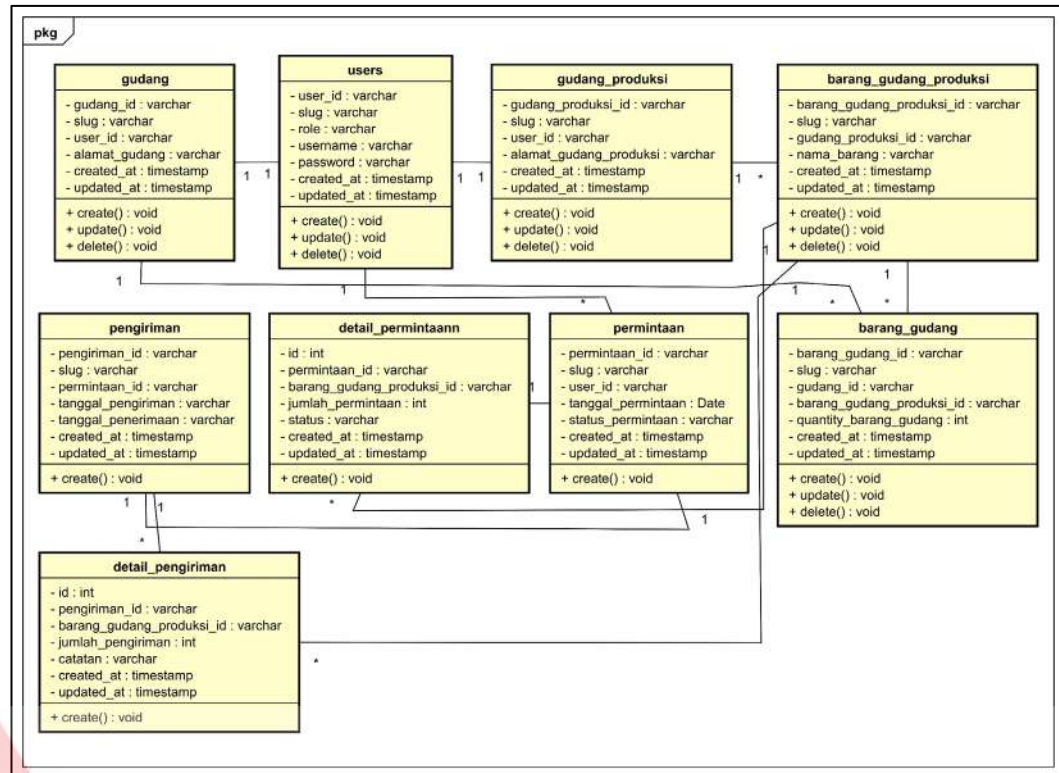 pkg
gudang
- gudang_id : varchar
- slug : varchar
- user_id : varchar
- alamat_gudang : varchar
- created_at : timestamp
- updated_at : timestamp
+ create() : void
+ update() : void
+ delete() : void
users
- user_id : varchar
- slug : varchar
- role : varchar
- username : varchar
- password : varchar
- created_at : timestamp
- updated_at : timestamp
+ create() : void
+ update() : void
+ delete() : void
gudang_produksi
- gudang_produksi_id : varchar
- slug : varchar
- user_id : varchar
- alamat_gudang_produksi : varchar
- created_at : timestamp
- updated_at : timestamp
+ create() : void
+ update() : void
+ delete() : void
barang_gudang_produksi
- barang_gudang_produksi_id : varchar
- slug : varchar
- gudang_produksi_id : varchar
- nama_barang : varchar
- created_at : timestamp
- updated_at : timestamp
+ create() : void
+ update() : void
+ delete() : void
1 1
1 1
1 *
1
1
1
1
1
* * *
pengiriman
- pengiriman_id : varchar
- slug : varchar
- permintaan_id : varchar
- tanggal_pengiriman : varchar
- tanggal_penerimaan : varchar
- created_at : timestamp
- updated_at : timestamp
+ create() : void
detail_permintaann
- id : int
- permintaan_id : varchar
- barang_gudang_produksi_id : varchar
- jumlah_permintaan : int
- status : varchar
- created_at : timestamp
- updated_at : timestamp
+ create() : void
1
permintaan
- permintaan_id : varchar
- slug : varchar
- user_id : varchar
- tanggal_permintaan : Date
- status_permintaan : varchar
- created_at : timestamp
- updated_at : timestamp
+ create() : void
barang_gudang
- barang_gudang_id : varchar
- slug : varchar
- gudang_id : varchar
- barang_gudang_produksi_id : varchar
- quantity_barang_gudang : int
- created_at : timestamp
- updated_at : timestamp
+ create() : void
+ update() : void
+ delete() : void
1 1 * 1
*
detail_pengiriman
- id : int
- pengiriman_id : varchar
- barang_gudang_produksi_id : varchar
- jumlah_pengiriman : int
- catatan : varchar
- created_at : timestamp
- updated_at : timestamp
+ create() : void
*